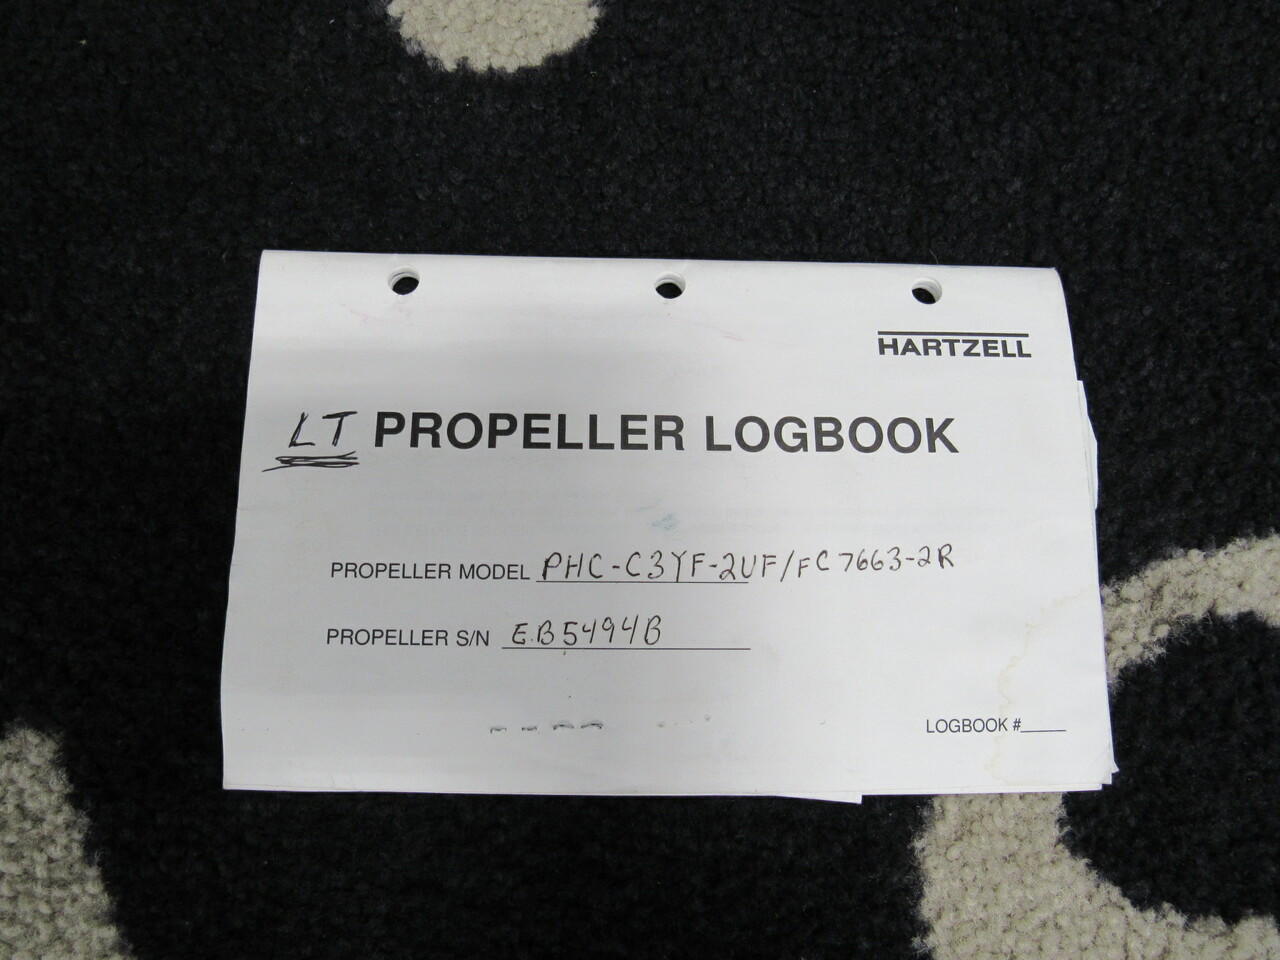 HARTZELL
LT PROPELLER LOGBOOK
PROPELLER MODEL PHC-C3YF-2UF/FC7663-2R
PROPELLER S/N EB5494B
LOGBOOK #